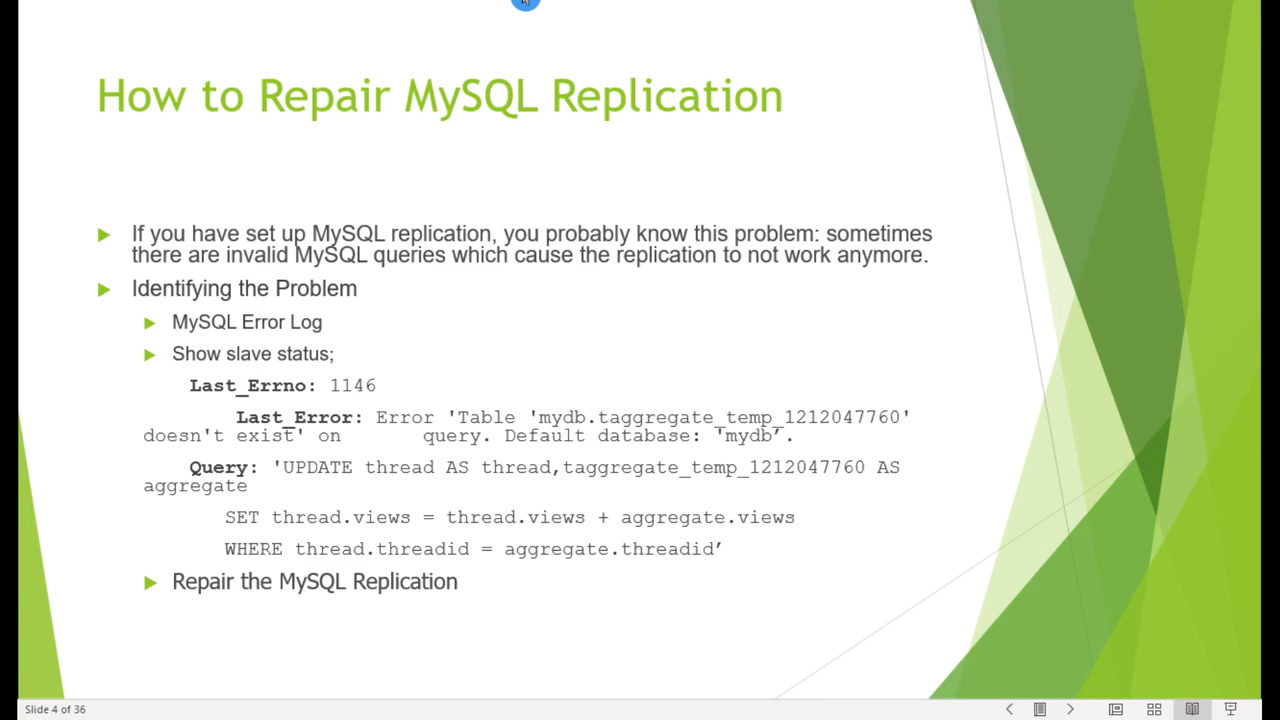 How to Repair MySQL Replication
If you have set up MySQL replication, you probably know this problem: sometimes
there are invalid MySQL queries which cause the replication to not work anymore.
Identifying the Problem
MySQL Error Log
Show slave status;
Last_Errno: 1146
Last_Error: Error 'Table 'mydb.taggregate_temp_1212047760'
doesn't exist' on query. Default database: 'mydb’.
Query: 'UPDATE thread AS thread,taggregate_temp_1212047760 AS
aggregate
SET thread.views = thread.views + aggregate.views
WHERE thread.threadid = aggregate.threadid’
Repair the MySQL Replication
Slide 4 of 36